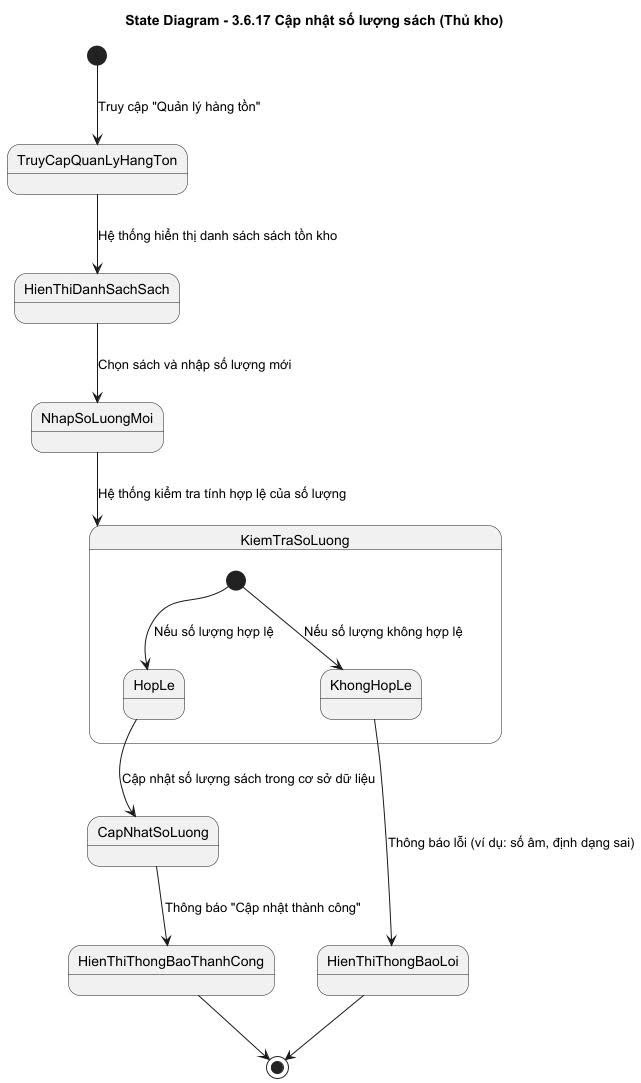 State Diagram - 3.6.17 Cập nhật số lượng sách (Thủ kho)
Truy cập "Quản lý hàng tồn"
TruyCapQuanLyHangTon
Hệ thống hiển thị danh sách sách tồn kho
HienThiDanhSachSach
Chọn sách và nhập số lượng mới
NhapSoLuongMoi
Hệ thống kiểm tra tính hợp lệ của số lượng
KiemTraSoLuong
Nếu số lượng hợp lệ
Nếu số lượng không hợp lệ
HopLe
KhongHopLe
Cập nhật số lượng sách trong cơ sở dữ liệu
CapNhatSoLuong
Thông báo lỗi (ví dụ: số âm, định dạng sai)
Thông báo "Cập nhật thành công"
HienThiThongBaoThanhCong
HienThiThongBaoLoi